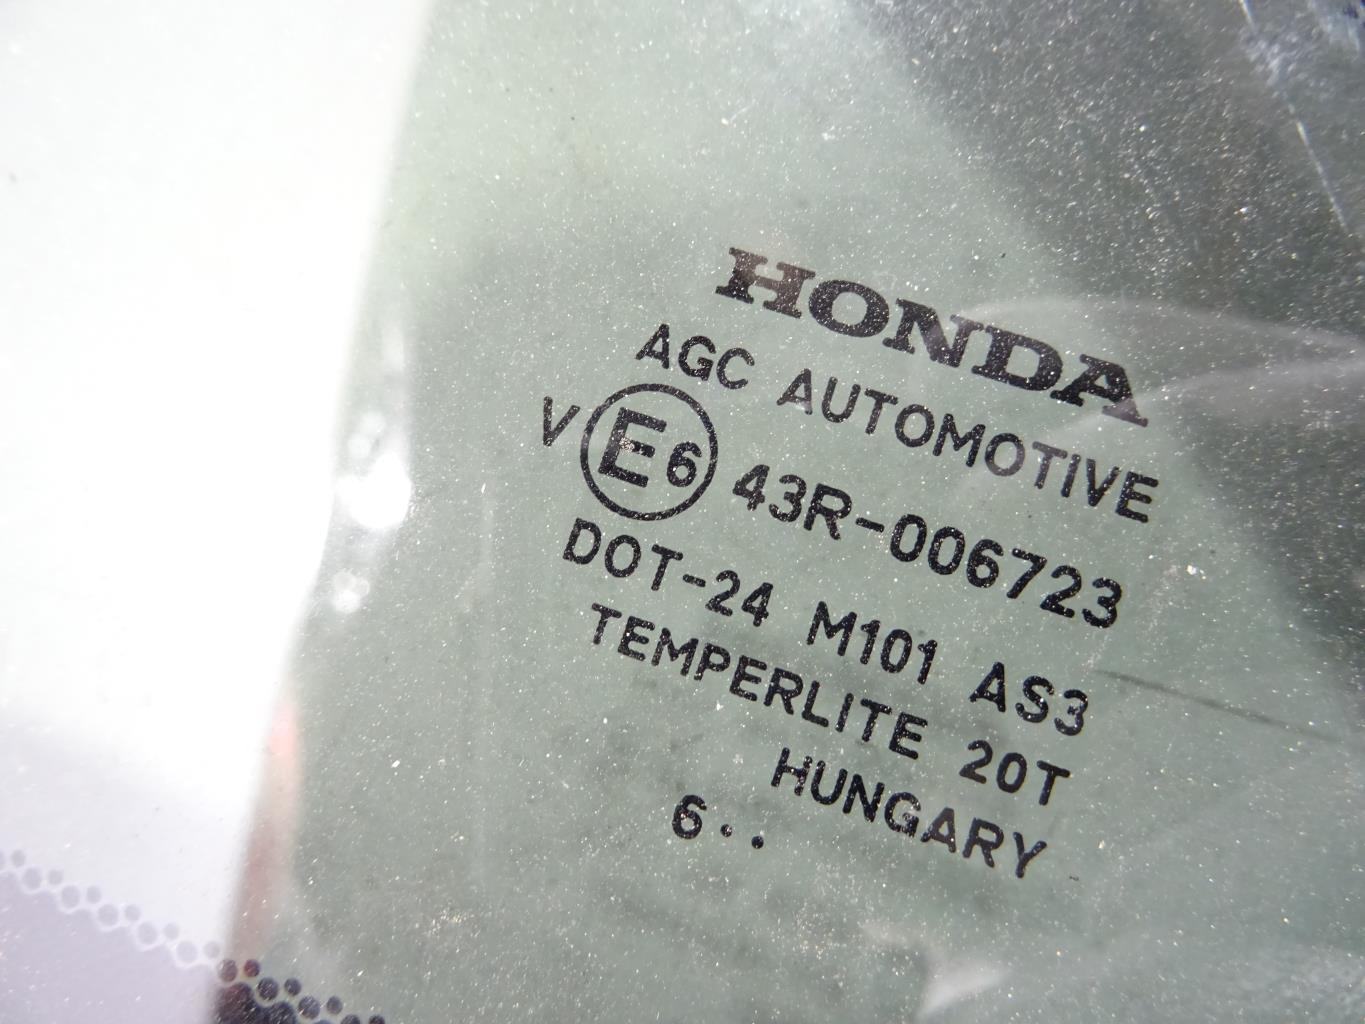 HONDA
AGC AUTOMOTIVE
V E6 43R-006723
DOT-24 M101 AS3
TEMPERLITE 20T
HUNGARY
6··